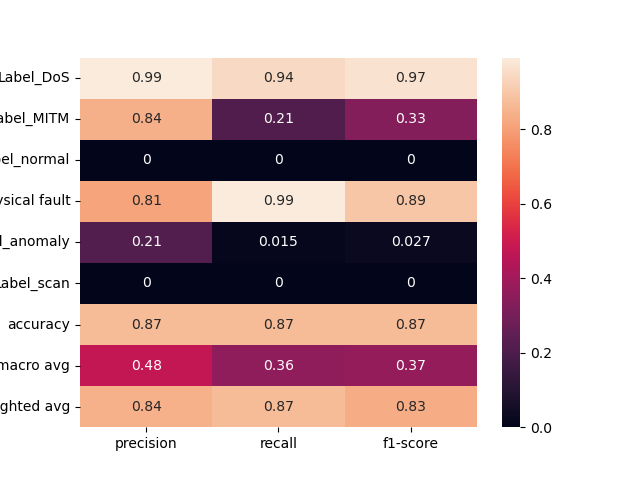 Label_DoS 0.99 0.94 0.97
abel_MITM 0.84 0.21 0.33
el_normal 0 0 0
ysical fault 0.81 0.99 0.89
l_anomaly 0.21 0.015 0.027
Label_scan 0 0 0
accuracy 0.87 0.87 0.87
macro avg 0.48 0.36 0.37
ghted avg 0.84 0.87 0.83
precision recall f1-score
0.8
0.6
0.4
0.2
0.0